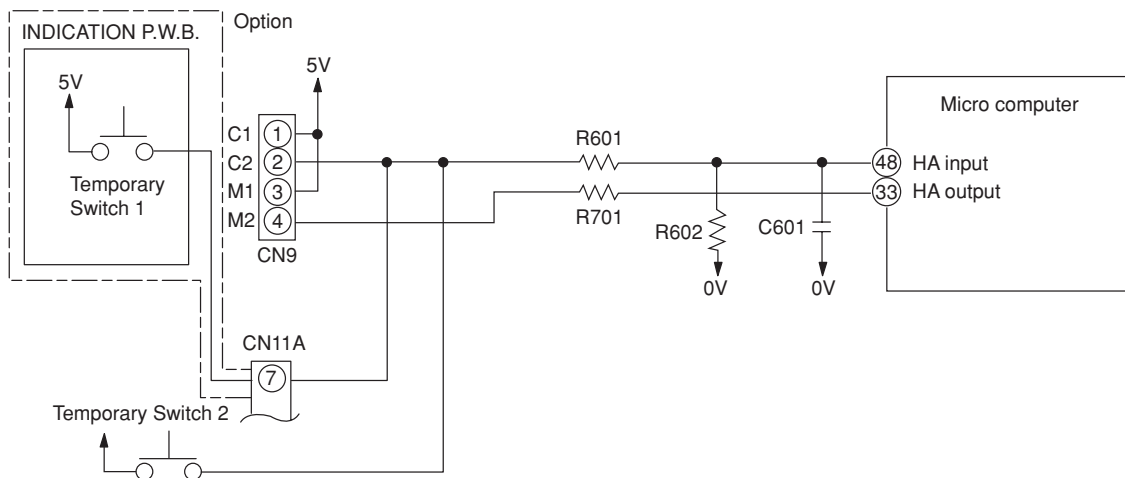 Option
INDICATION P.W.B.
5V
Temporary
Switch 1
5V
C1 1
C2 2
M1 3
M2 4
CN9
R601
R701
R602
C601
0V
0V
Micro computer
48 HA input
33 HA output
CN11A
7
Temporary Switch 2